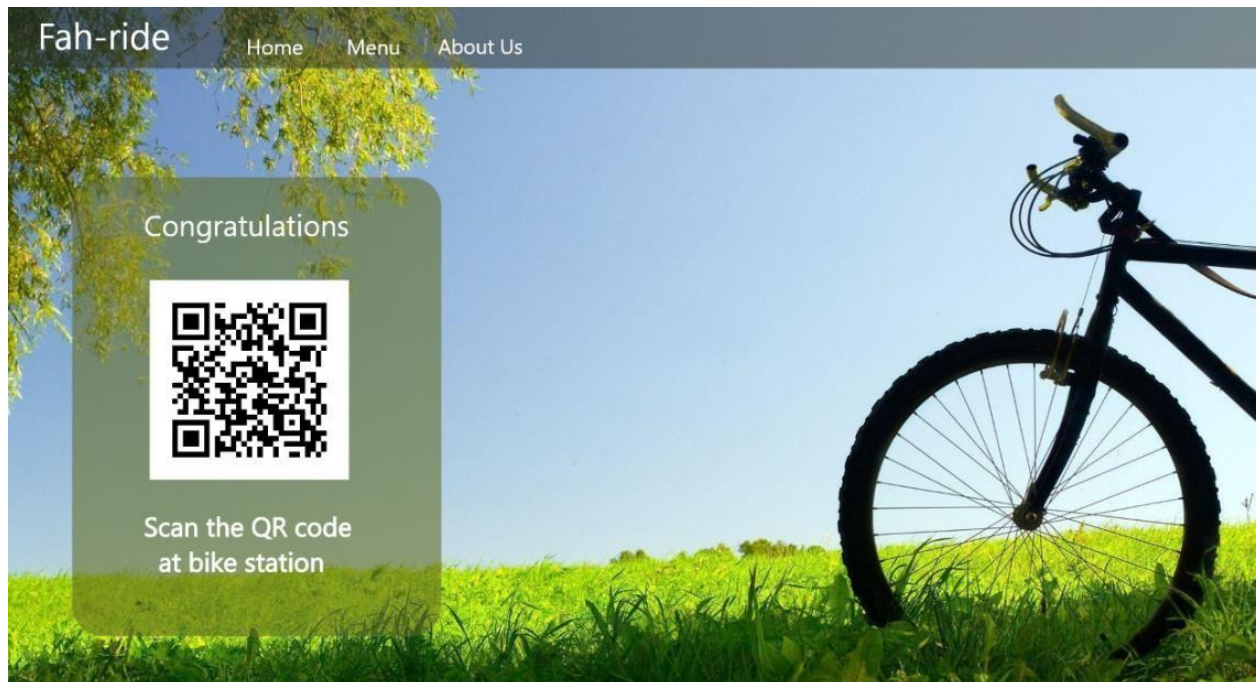 Fah-ride
Home Menu About Us
Congratulations
Scan the QR code
at bike station